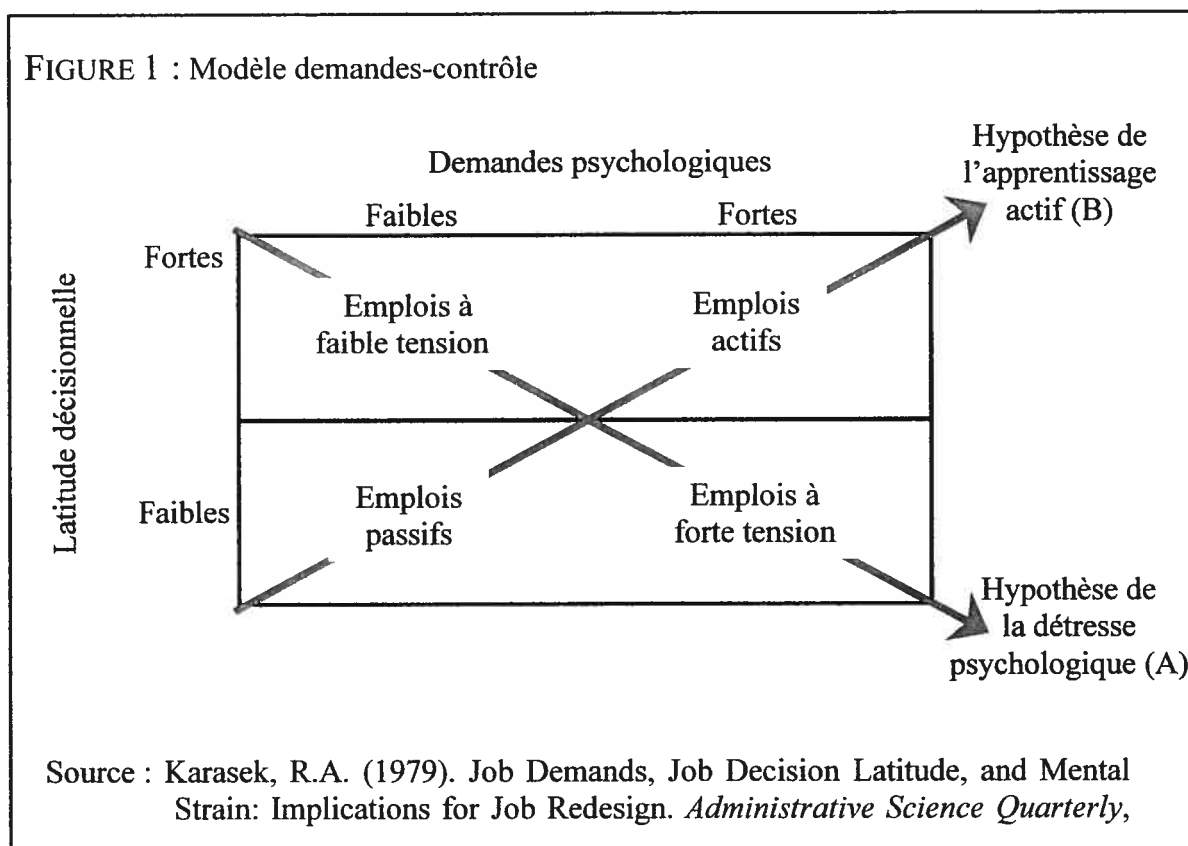 FIGURE 1 : Modèle demandes-contrôle
Hypothèse de
l'apprentissage
actif (B)
Demandes psychologiques
Faibles
Fortes
Latitude décisionnelle
Fortes
Emplois à
faible tension
Emplois
actifs
Faibles
Emplois
passifs
Emplois à
forte tension
Hypothèse de
la détresse
psychologique (A)
Source : Karasek, R.A. (1979). Job Demands, Job Decision Latitude, and Mental
Strain: Implications for Job Redesign. Administrative Science Quarterly,